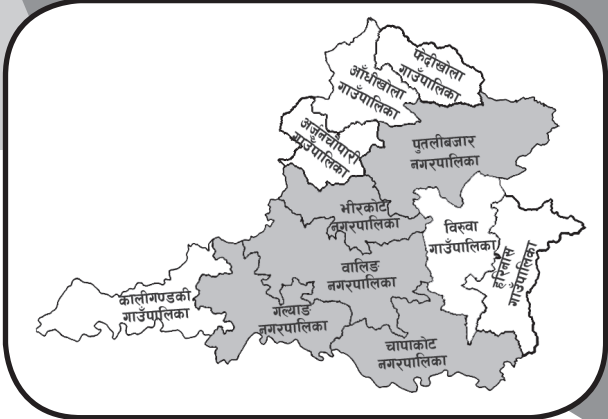 फेदीखोला
गाउँपालिका
आँधीखोला
गाउँपालिका
अर्जुनचौपारी
गाउँपालिका
पुतलीबजार
नगरपालिका
भीरकोट
नगरपालिका
विरुवा
गाउँपालिका
हरिनास
गाउँपालिका
वालिङ
नगरपालिका
कालीगण्डकी
गाउँपालिका
गल्याङ
नगरपालिका
चापाकोट
नगरपालिका